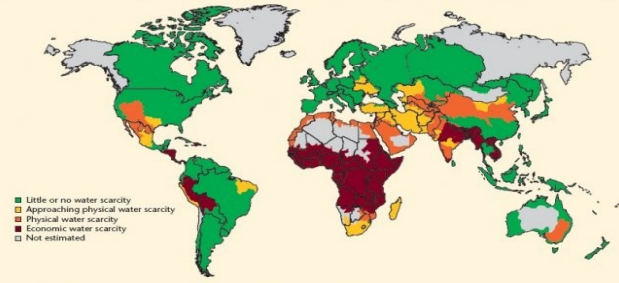 Little or no water scarcity
Approaching physical water scarcity
Physical water scarcity
Economic water scarcity
Not estimated